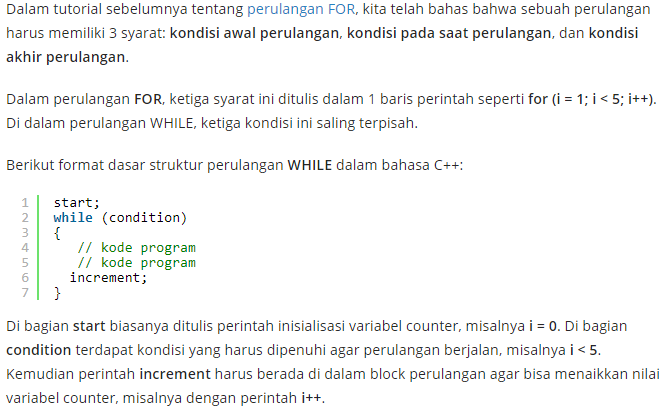 Dalam tutorial sebelumnya tentang perulangan FOR, kita telah bahas bahwa sebuah perulangan
harus memiliki 3 syarat: kondisi awal perulangan, kondisi pada saat perulangan, dan kondisi
akhir perulangan.
Dalam perulangan FOR, ketiga syarat ini ditulis dalam 1 baris perintah seperti for (i = 1; i < 5; i++).
Di dalam perulangan WHILE, ketiga kondisi ini saling terpisah.
Berikut format dasar struktur perulangan WHILE dalam bahasa C++:
1 start;
2 while (condition)
3 {
4 // kode program
5 // kode program
6 increment;
7 }
Di bagian start biasanya ditulis perintah inisialisasi variabel counter, misalnya i = 0. Di bagian
condition terdapat kondisi yang harus dipenuhi agar perulangan berjalan, misalnya i < 5.
Kemudian perintah increment harus berada di dalam block perulangan agar bisa menaikkan nilai
variabel counter, misalnya dengan perintah i++.